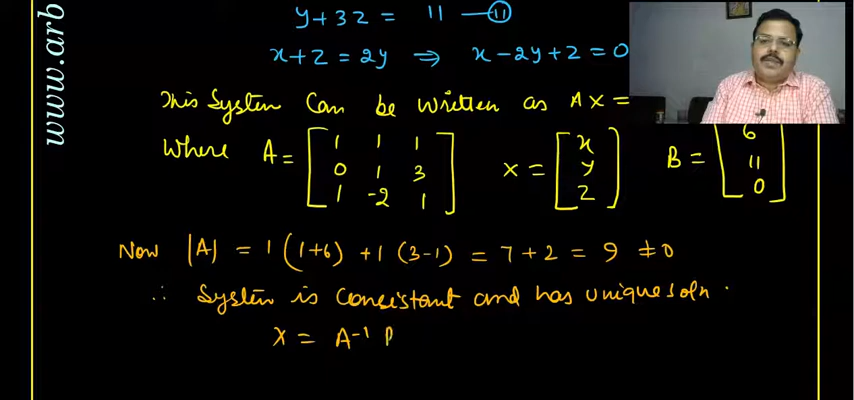 www.arb
y + 3z = 11 — (11)
x + z = 2y ⇒ x - 2y + z = 0
This System Can be written as AX =
Where A = [ 1 1 1 ; 0 1 3 ; 1 -2 1 ] X = [ x ; y ; z ] B = [ 6 ; 11 ; 0 ]
Now |A| = 1 (1+6) + 1 (3-1) = 7 + 2 = 9 ≠ 0
∴ System is consistant and has unique soln.
X = A⁻¹